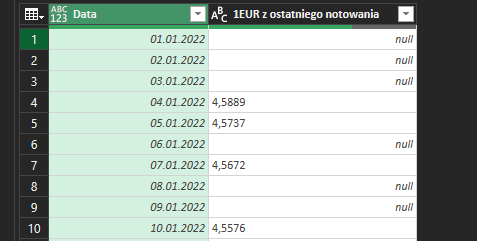 ABC 123 Data ABC 1EUR z ostatniego notowania
1 01.01.2022 null
2 02.01.2022 null
3 03.01.2022 null
4 04.01.2022 4,5889
5 05.01.2022 4,5737
6 06.01.2022 null
7 07.01.2022 4,5672
8 08.01.2022 null
9 09.01.2022 null
10 10.01.2022 4,5576